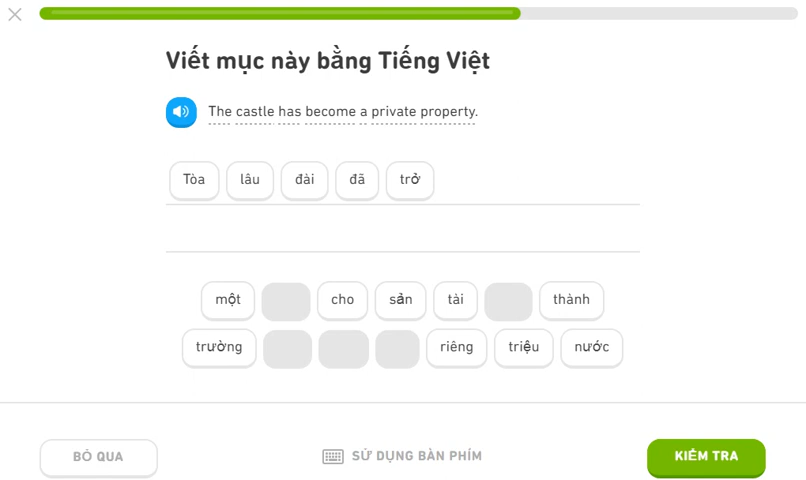 Viết mục này bằng Tiếng Việt
The castle has become a private property.
Tòa lâu đài đã trở
một cho sản tài thành
trường riêng triệu nước
BỎ QUA SỬ DỤNG BÀN PHÍM KIỂM TRA